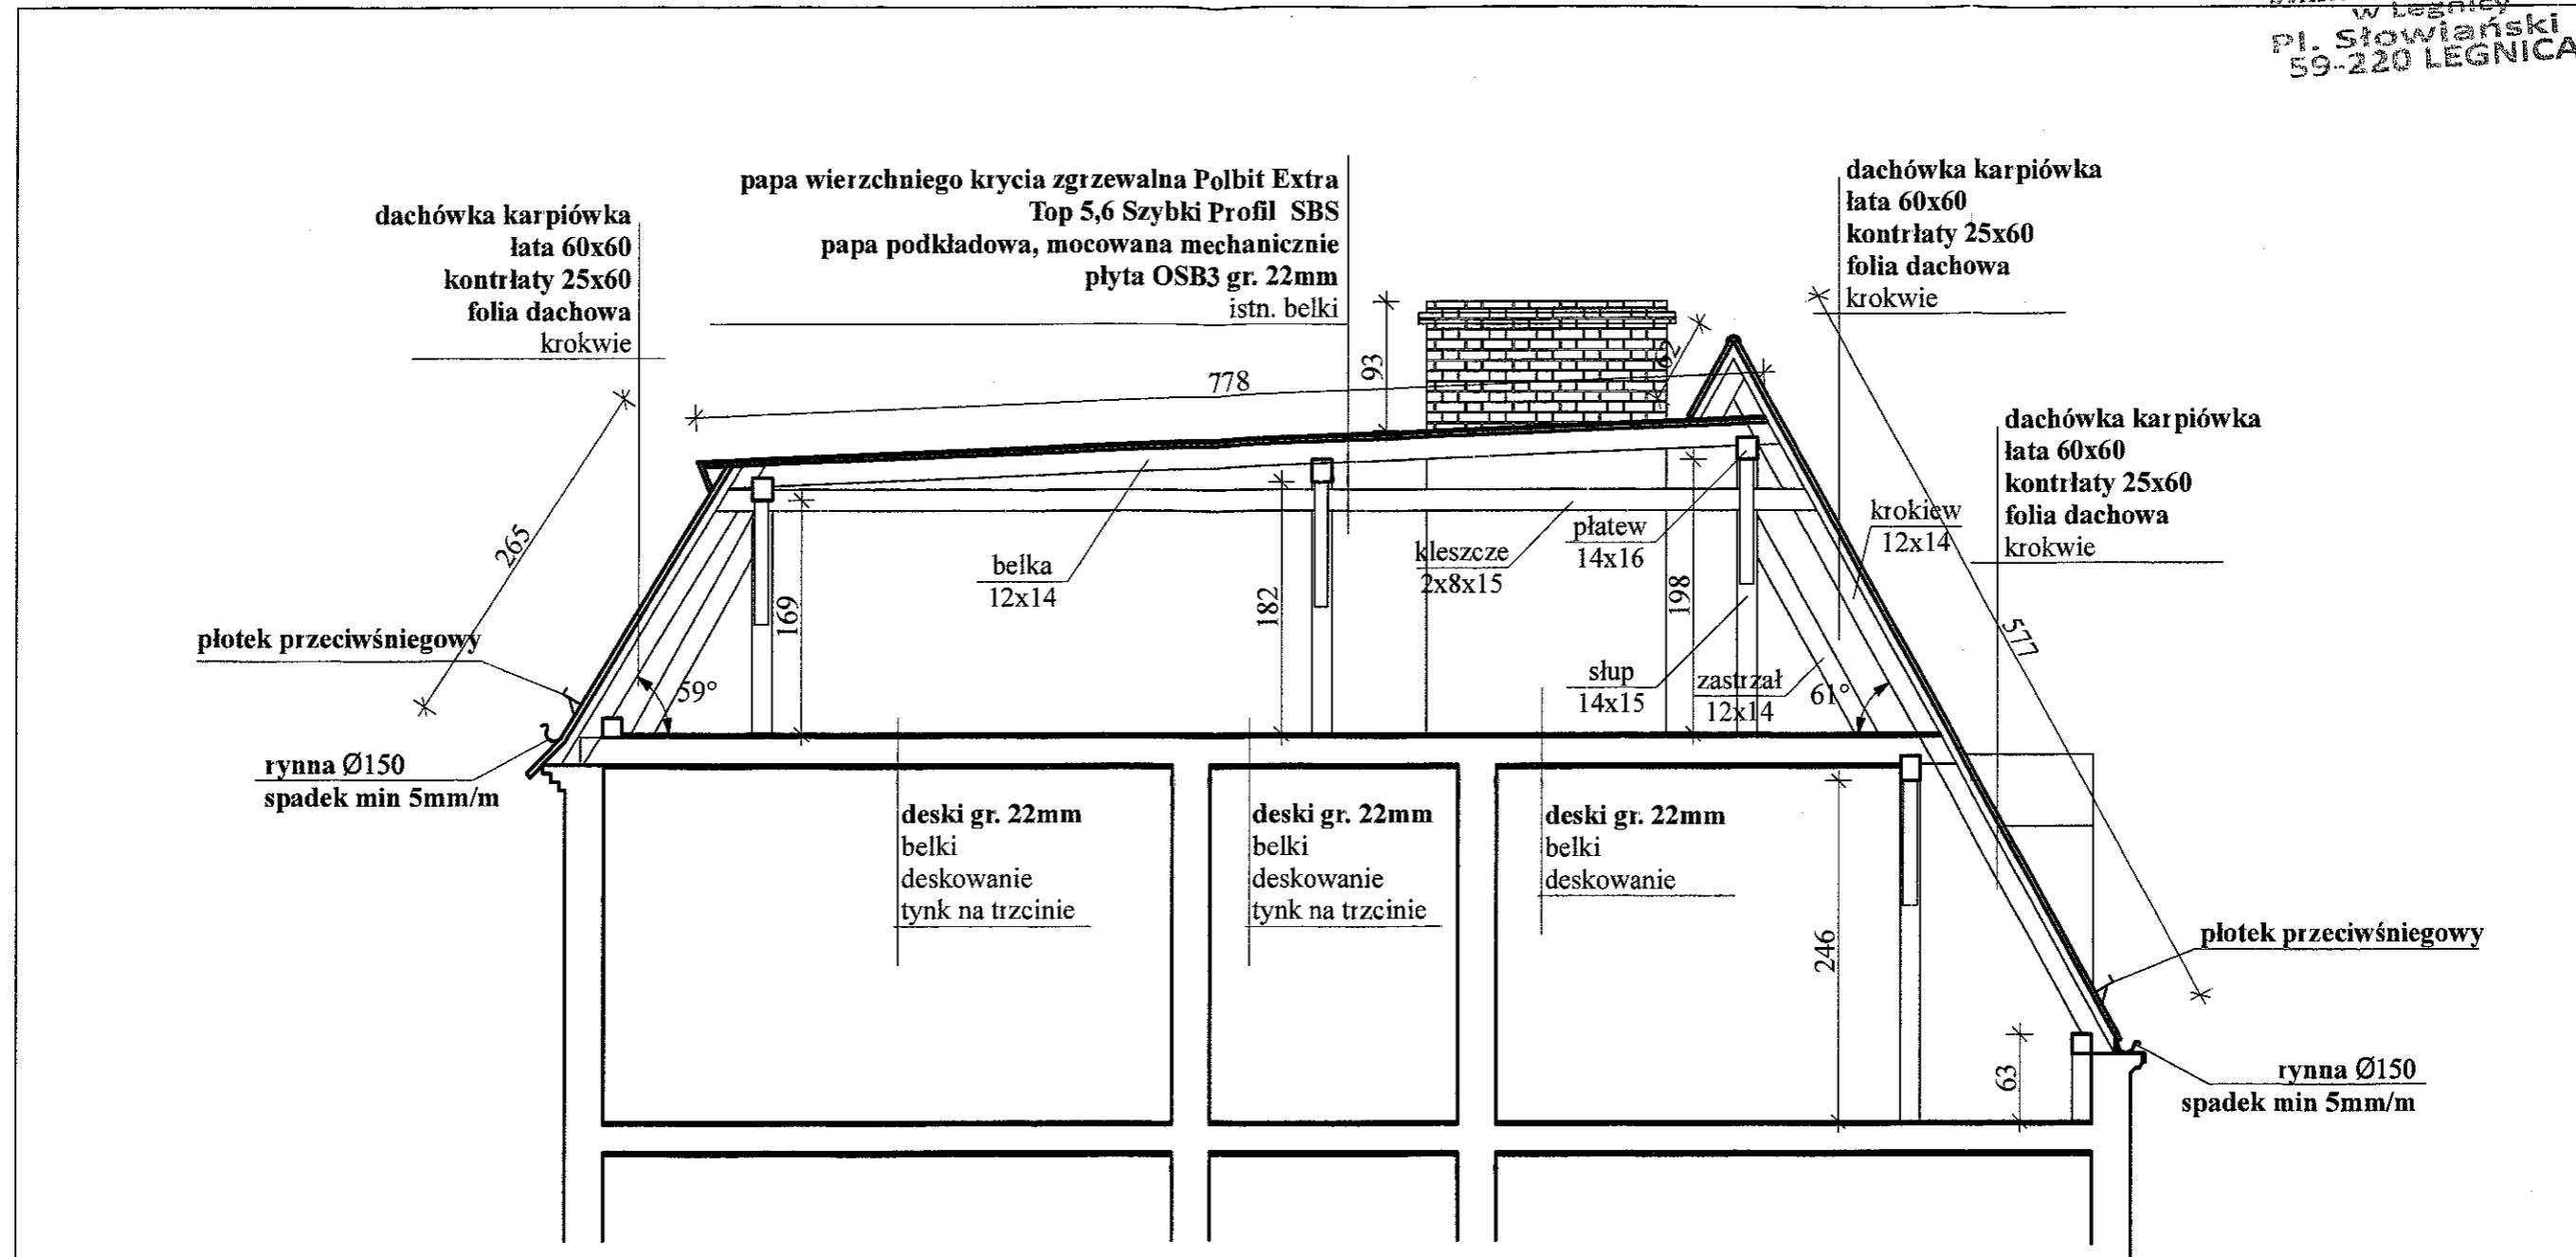 w Legnicy
Pl. Słowiański
59-220 LEGNICA
papa wierzchniego krycia zgrzewalna Polbit Extra
Top 5,6 Szybki Profil SBS
papa podkładowa, mocowana mechanicznie
płyta OSB3 gr. 22mm
istn. belki
dachówka karpiówka
łata 60x60
kontrłaty 25x60
folia dachowa
krokwie
dachówka karpiówka
łata 60x60
kontrłaty 25x60
folia dachowa
krokwie
dachówka karpiówka
łata 60x60
kontrłaty 25x60
folia dachowa
krokwie
778
93
62
265
577
belka
12x14
kleszcze
2x8x15
płatew
14x16
krokiew
12x14
169
182
198
słup
14x15
zastrzał
12x14
59°
61°
płotek przeciwśniegowy
rynna Ø150
spadek min 5mm/m
deski gr. 22mm
belki
deskowanie
tynk na trzcinie
deski gr. 22mm
belki
deskowanie
tynk na trzcinie
deski gr. 22mm
belki
deskowanie
246
63
płotek przeciwśniegowy
rynna Ø150
spadek min 5mm/m